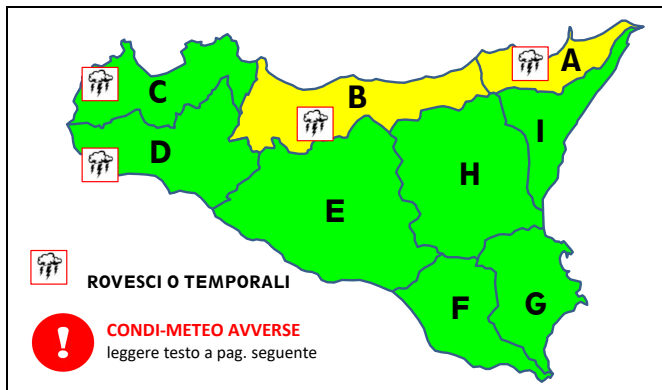 A
B
C
I
D
H
E
ROVESCI O TEMPORALI
F
G
!
CONDI-METEO AVVERSE
leggere testo a pag. seguente